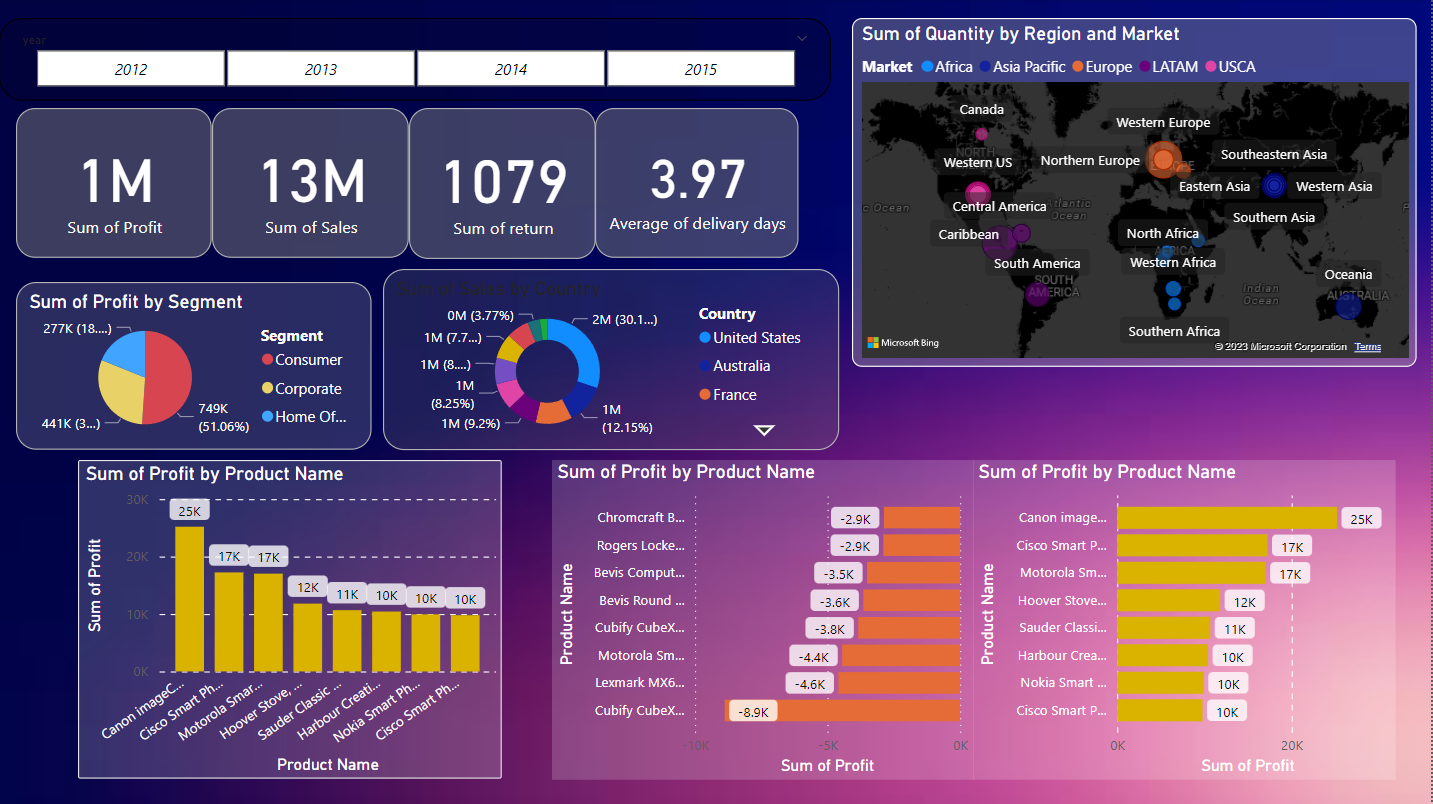 year
2012
2013
2014
2015
1M
Sum of Profit
13M
Sum of Sales
1079
Sum of return
3.97
Average of delivary days
Sum of Quantity by Region and Market
Market Africa Asia Pacific Europe LATAM USCA
Canada
Western Europe
NORTH
Western US
Northern Europe
Southeastern Asia
Eastern Asia
Western Asia
Central America
Atlantic
Ocean
c Ocean
Southern Asia
Caribbean
North Africa
AFRICA
Western Africa
South America
SOUTH
AMERICA
Indian
Ocean
Oceania
AUSTRALIA
Southern Africa
Microsoft Bing
© 2023 Microsoft Corporation Terms
Sum of Profit by Segment
277K (18....)
441K (3...)
749K
(51.06%)
Segment
Consumer
Corporate
Home Of...
Sum of Sales by Country
0M (3.77%)
2M (30.1...)
1M (7.7...)
1M (8....)
1M
(8.25%)
1M (9.2%)
1M
(12.15%)
Country
United States
Australia
France
Sum of Profit by Product Name
Sum of Profit
30K
20K
10K
0K
25K
17K
17K
12K
11K
10K
10K
10K
Canon imageC...
Cisco Smart Ph...
Motorola Smar...
Hoover Stove, ...
Sauder Classic ...
Harbour Creati...
Nokia Smart Ph...
Cisco Smart Ph...
Product Name
Sum of Profit by Product Name
Product Name
Chromcraft B... -2.9K
Rogers Locke... -2.9K
Bevis Comput... -3.5K
Bevis Round ... -3.6K
Cubify CubeX... -3.8K
Motorola Sm... -4.4K
Lexmark MX6... -4.6K
Cubify CubeX... -8.9K
-10K -5K 0K
Sum of Profit
Sum of Profit by Product Name
Product Name
Canon image... 25K
Cisco Smart P... 17K
Motorola Sm... 17K
Hoover Stove... 12K
Sauder Classi... 11K
Harbour Crea... 10K
Nokia Smart ... 10K
Cisco Smart P... 10K
0K 20K
Sum of Profit